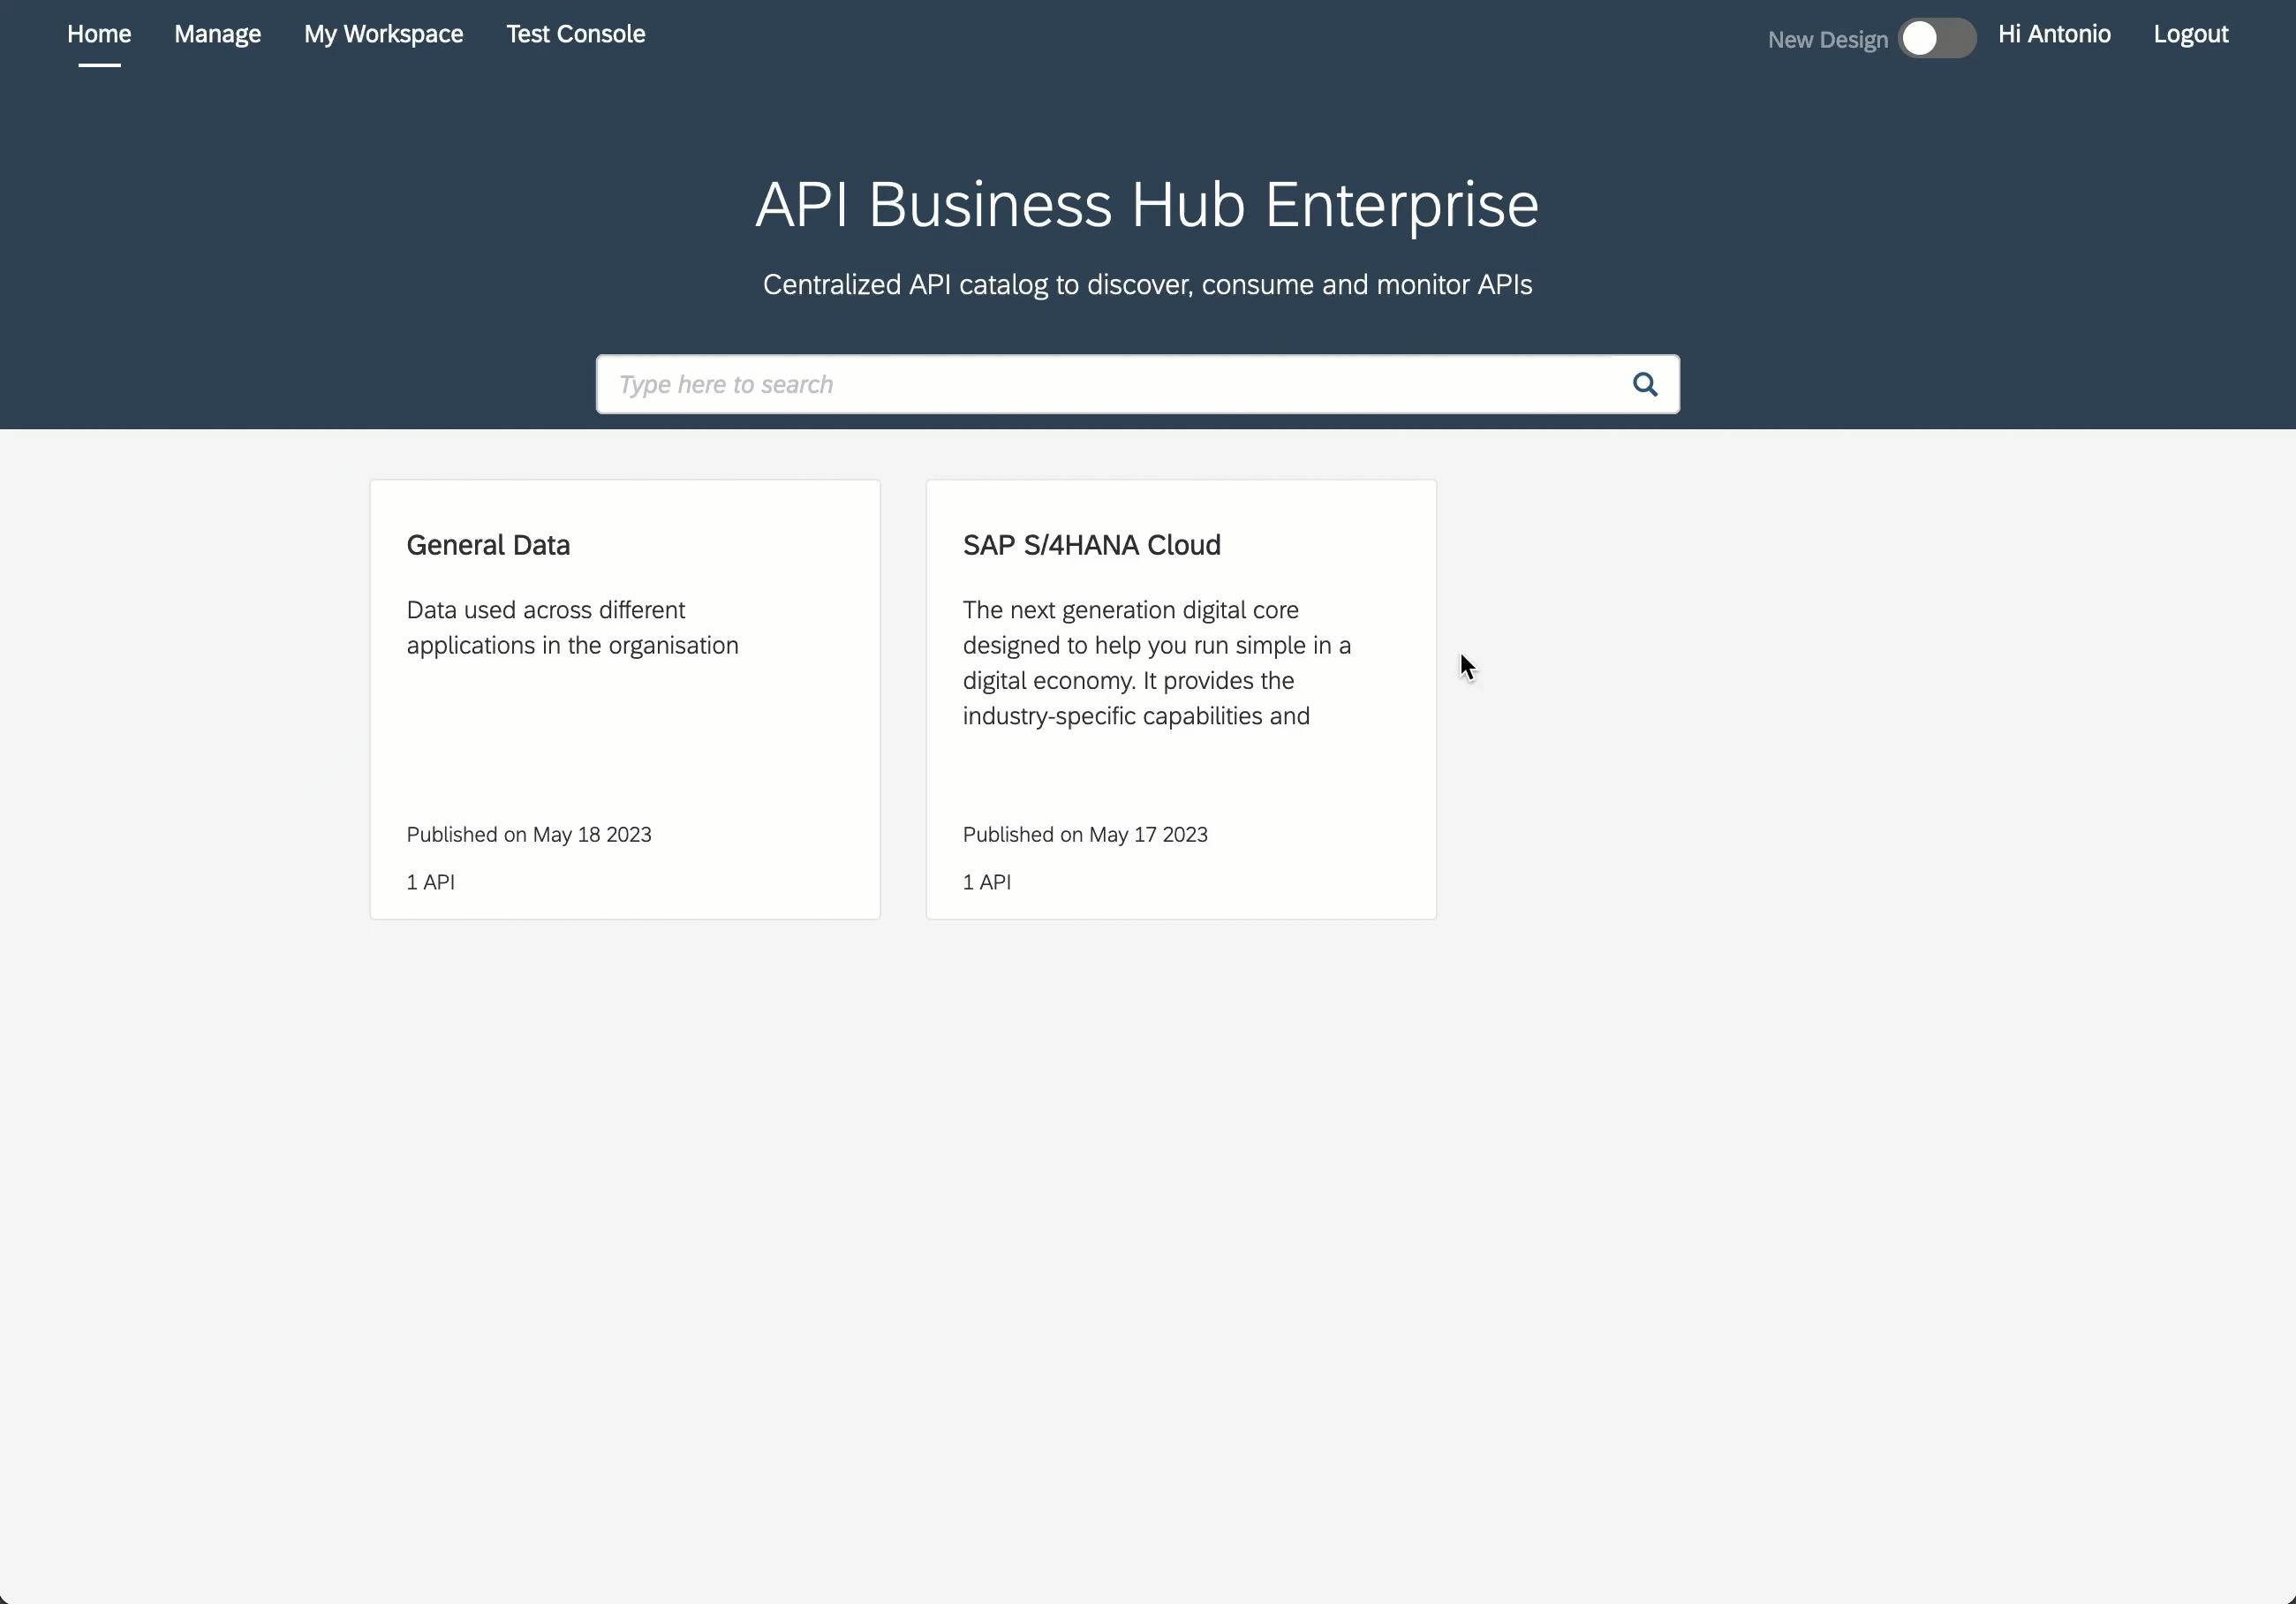 Home Manage My Workspace Test Console New Design Hi Antonio Logout
API Business Hub Enterprise
Centralized API catalog to discover, consume and monitor APIs
Type here to search
General Data
Data used across different
applications in the organisation
Published on May 18 2023
1 API
SAP S/4HANA Cloud
The next generation digital core
designed to help you run simple in a
digital economy. It provides the
industry-specific capabilities and
Published on May 17 2023
1 API